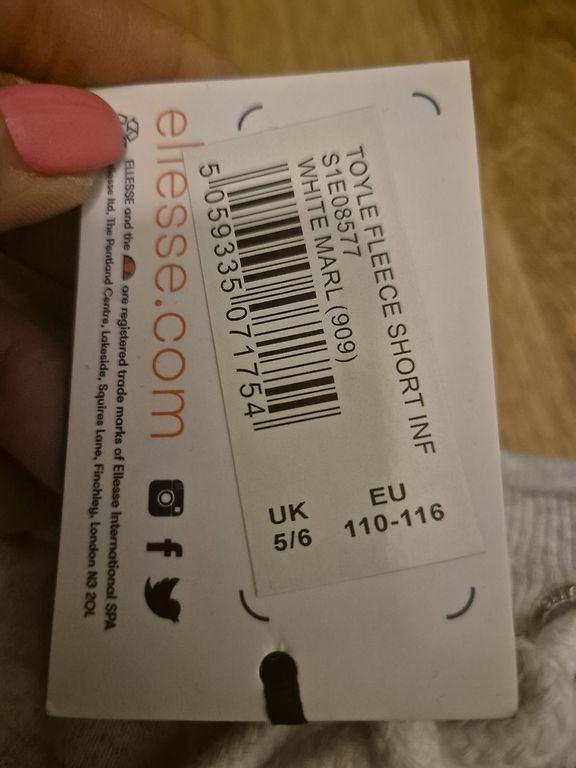 TOYLE FLEECE SHORT INF
S1E08577
WHITE MARL (909)
5 059335 071754
UK
5/6
EU
110-116
ellesse.com
ELLESSE and the are registered trade marks of Ellesse International SPA
ltd, The Pentland Centre, Lakeside, Squires Lane, Finchley, London N3 2QL